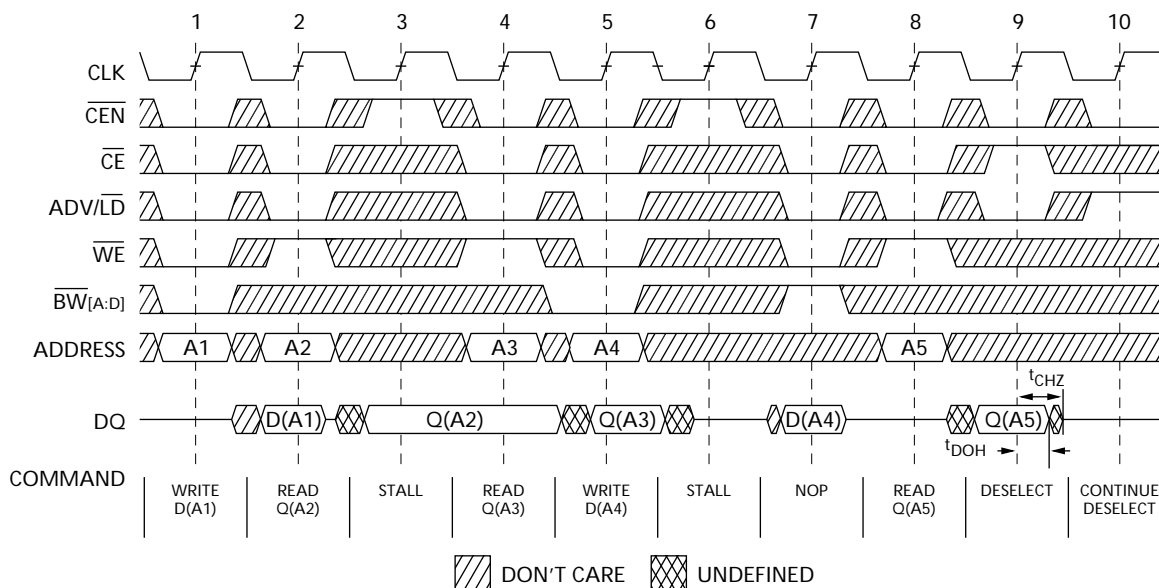 1 2 3 4 5 6 7 8 9 10
CLK
CEN
CE
ADV/LD
WE
BW[A:D]
ADDRESS A1 A2 A3 A4 A5
tCHZ
DQ D(A1) Q(A2) Q(A3) D(A4) Q(A5)
tDOH
COMMAND
WRITE READ STALL READ WRITE STALL NOP READ DESELECT CONTINUE
D(A1) Q(A2) Q(A3) D(A4) Q(A5) DESELECT
DON'T CARE UNDEFINED